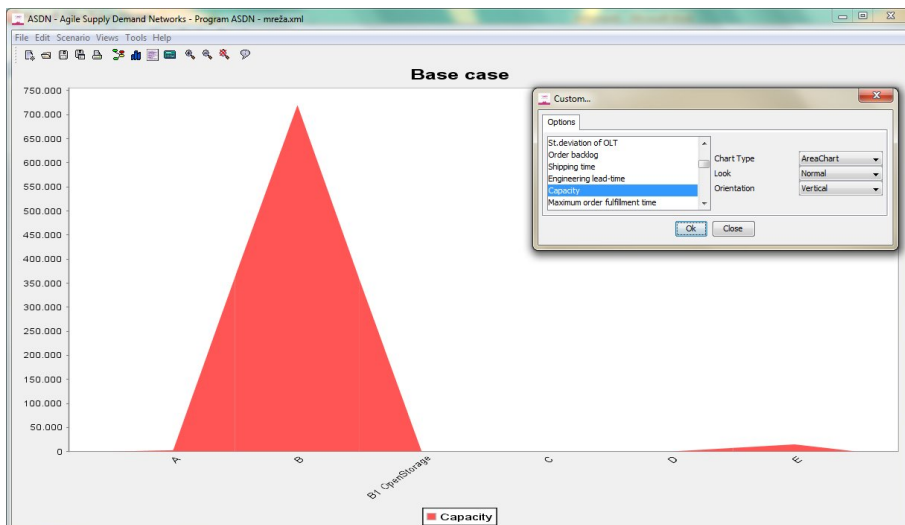 ASDN - Agile Supply Demand Networks - Program ASDN - mreža.xml
File Edit Scenario Views Tools Help
Base case
750.000
700.000
650.000
600.000
550.000
500.000
450.000
400.000
350.000
300.000
250.000
200.000
150.000
100.000
50.000
0
A
B
B1 OpenStorage
C
D
E
Capacity
Custom...
Options
St.deviation of OLT
Order backlog
Shipping time
Engineering lead-time
Capacity
Maximum order fulfillment time
Chart Type AreaChart
Look Normal
Orientation Vertical
Ok Close